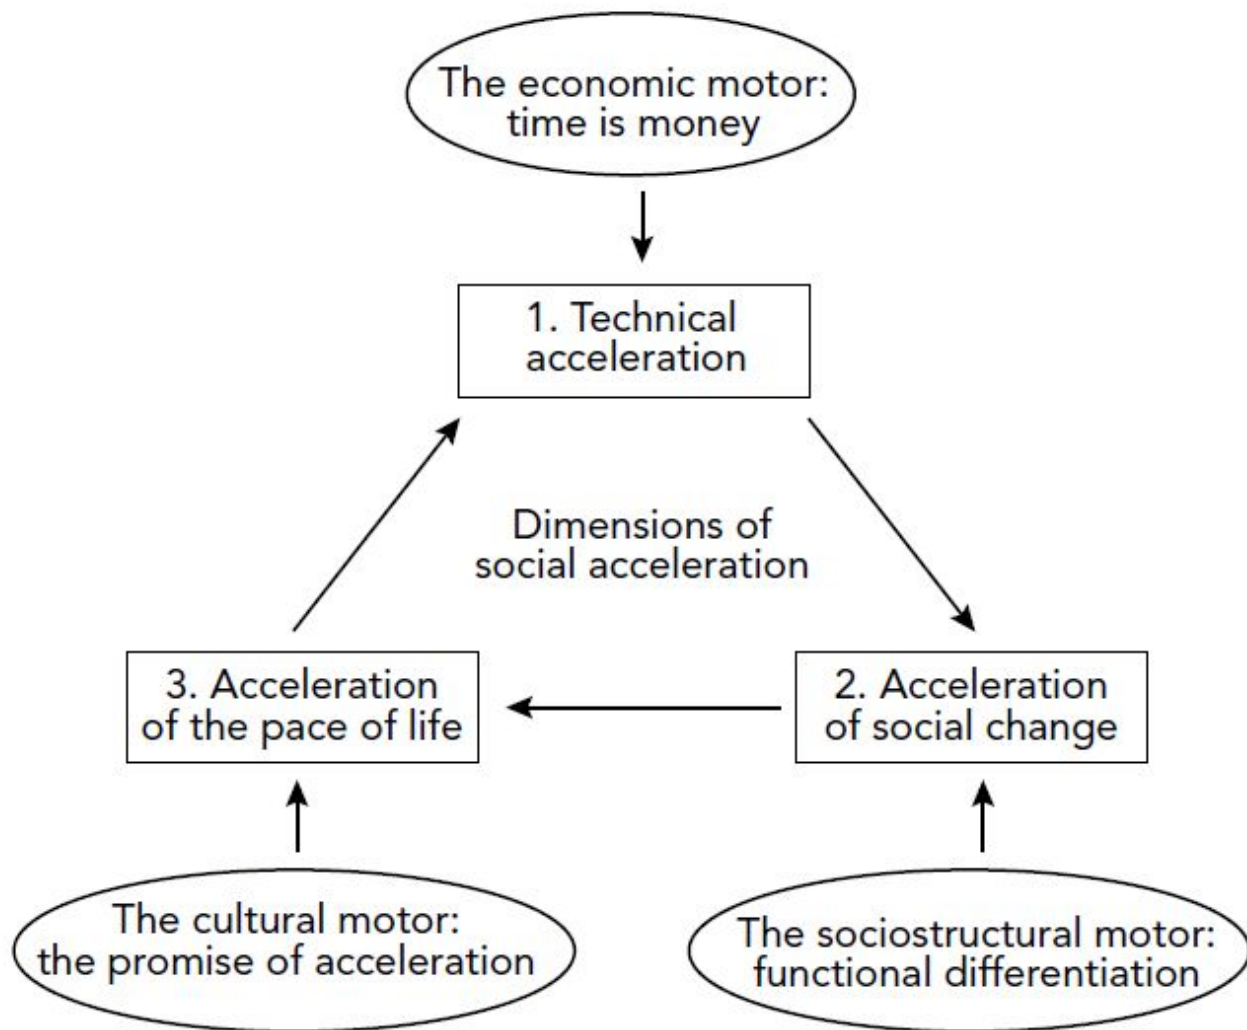 The economic motor:
time is money
1. Technical
acceleration
Dimensions of
social acceleration
3. Acceleration
of the pace of life
2. Acceleration
of social change
The cultural motor:
the promise of acceleration
The sociostructural motor:
functional differentiation